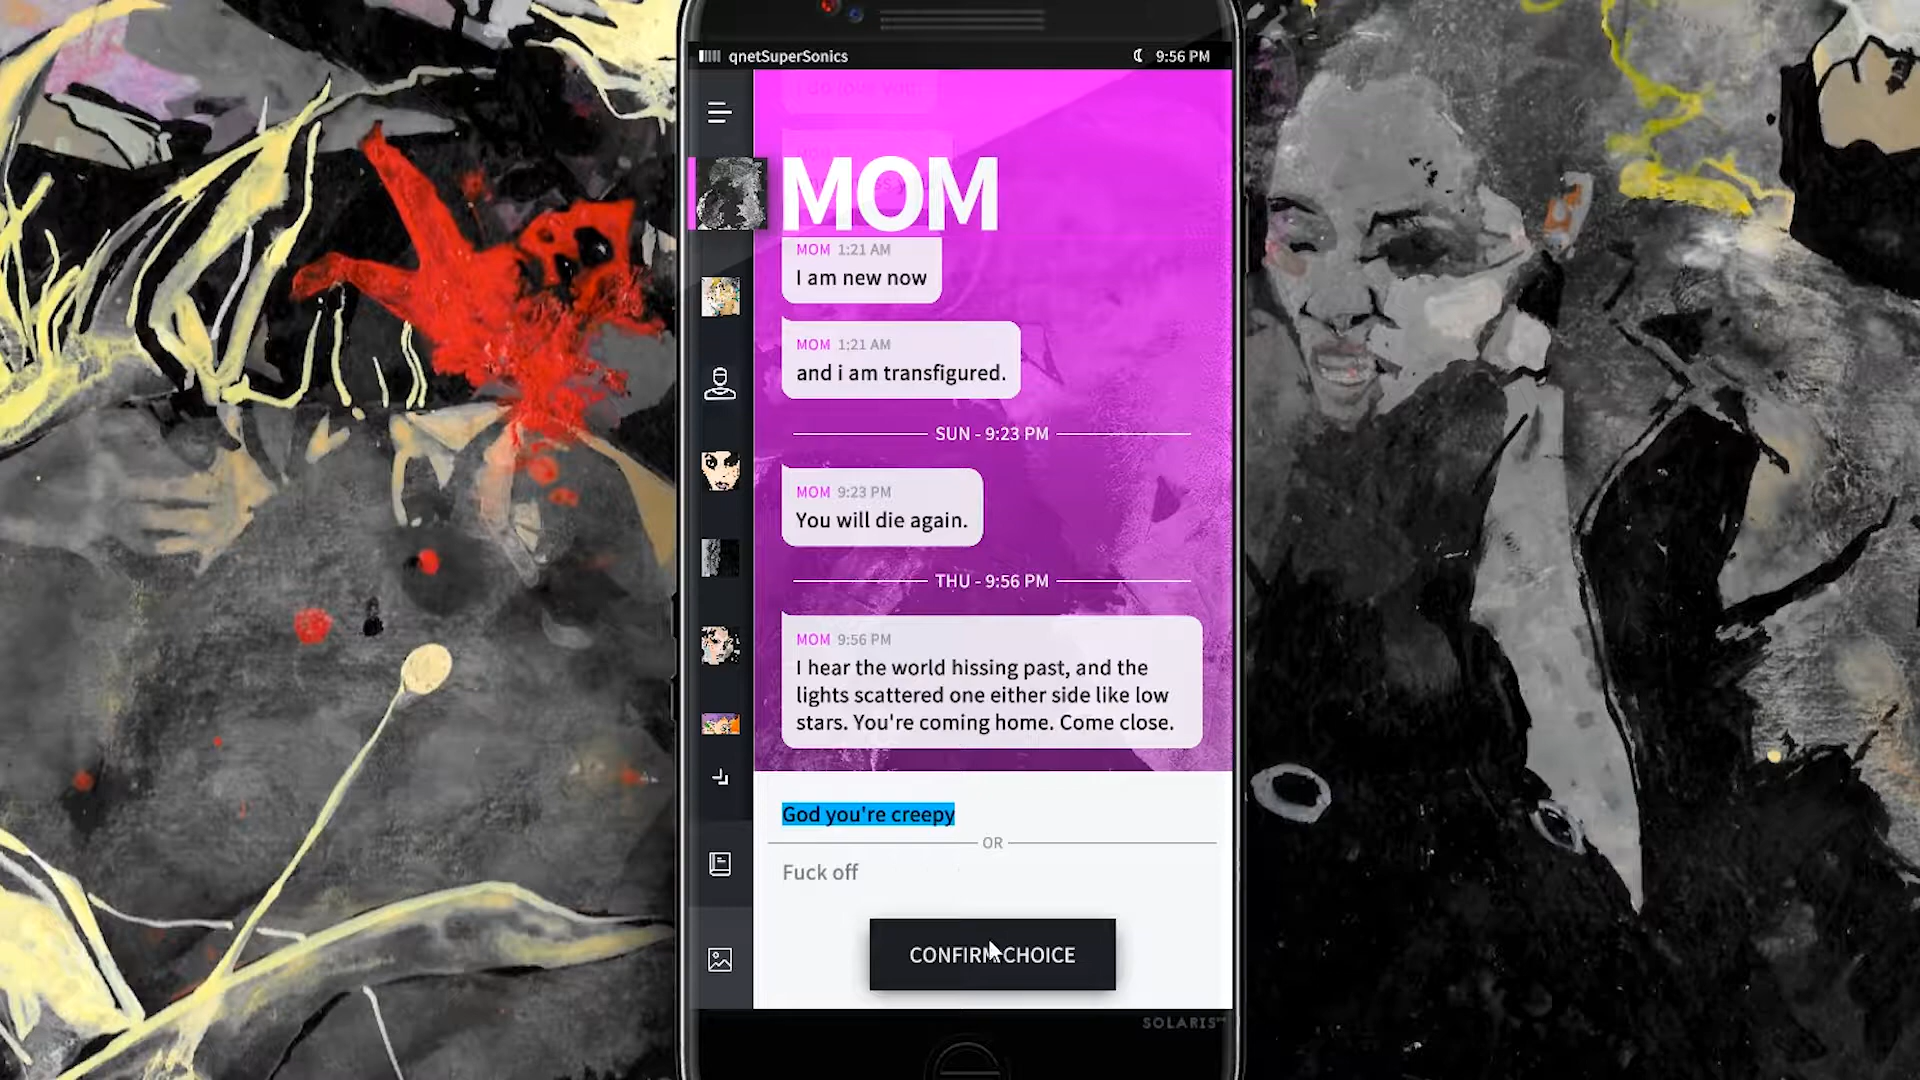 qnetSuperSonics
9:56 PM
I do love you.
MOM
MOM 1:21 AM
I am new now
MOM 1:21 AM
and i am transfigured.
SUN - 9:23 PM
MOM 9:23 PM
You will die again.
THU - 9:56 PM
MOM 9:56 PM
I hear the world hissing past, and the
lights scattered one either side like low
stars. You're coming home. Come close.
God you're creepy
OR
Fuck off
CONFIRM CHOICE
SOLARIS